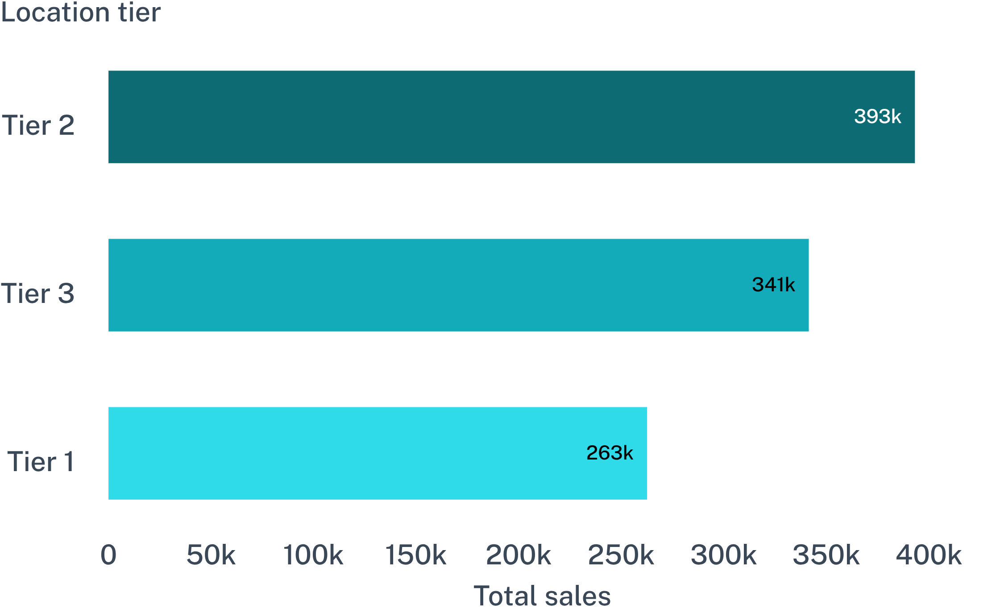 Location tier
Tier 2
393k
Tier 3
341k
Tier 1
263k
0 50k 100k 150k 200k 250k 300k 350k 400k
Total sales